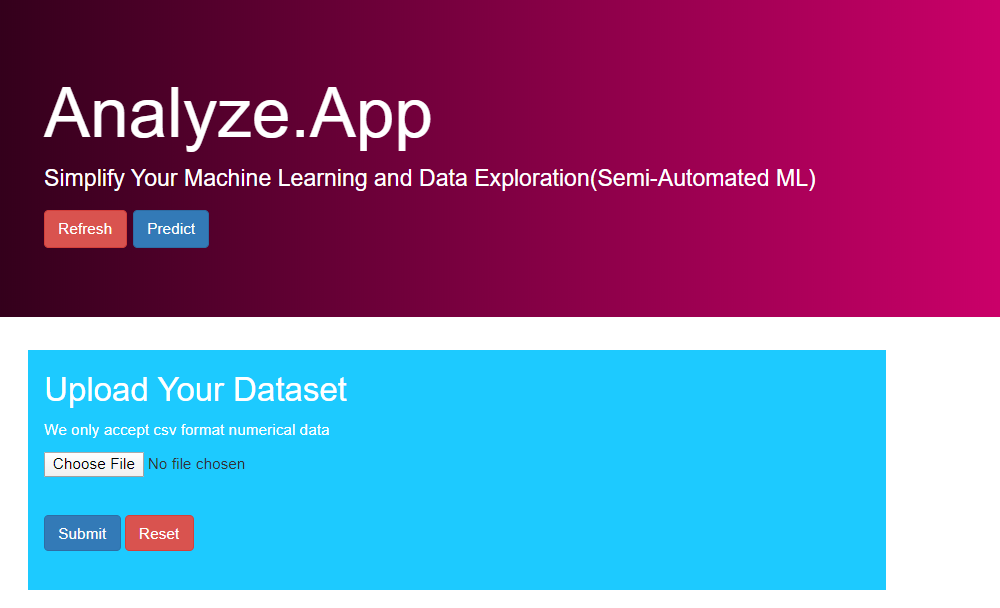 Analyze.App
Simplify Your Machine Learning and Data Exploration(Semi-Automated ML)
Refresh Predict
Upload Your Dataset
We only accept csv format numerical data
Choose File No file chosen
Submit Reset